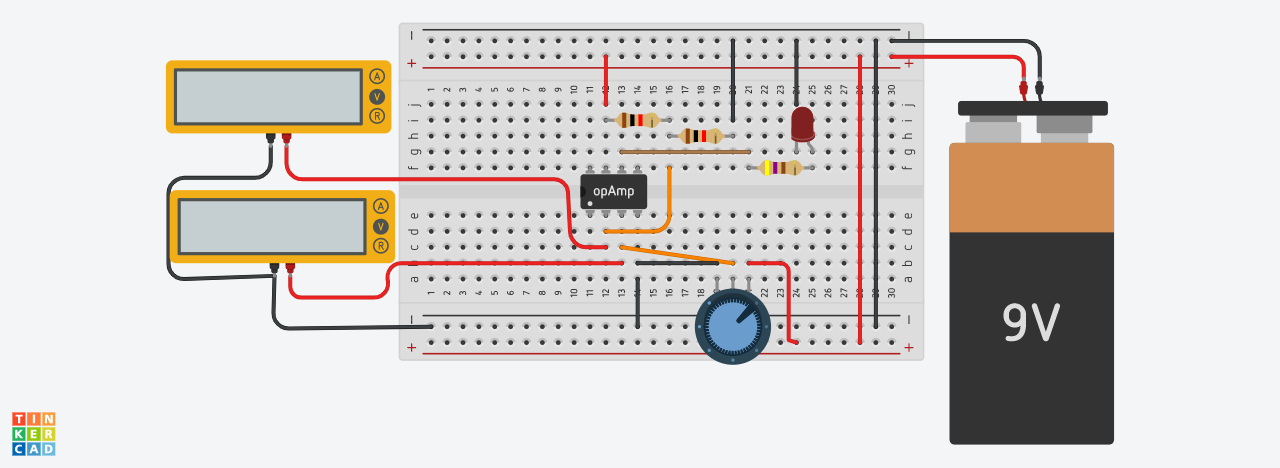 − −
+ +
1 2 3 4 5 6 7 8 9 10 11 12 13 14 15 16 17 18 19 20 21 22 23 24 25 26 27 28 29 30
j j
i i
h h
g g
f f
opAmp
e e
d d
c c
b b
a a
1 2 3 4 5 6 7 8 9 10 11 12 13 14 15 16 17 18 22 23 24 25 26 27 28 29 30
− −
+ +
A
V
R
A
V
R
9V
TIN
KER
CAD